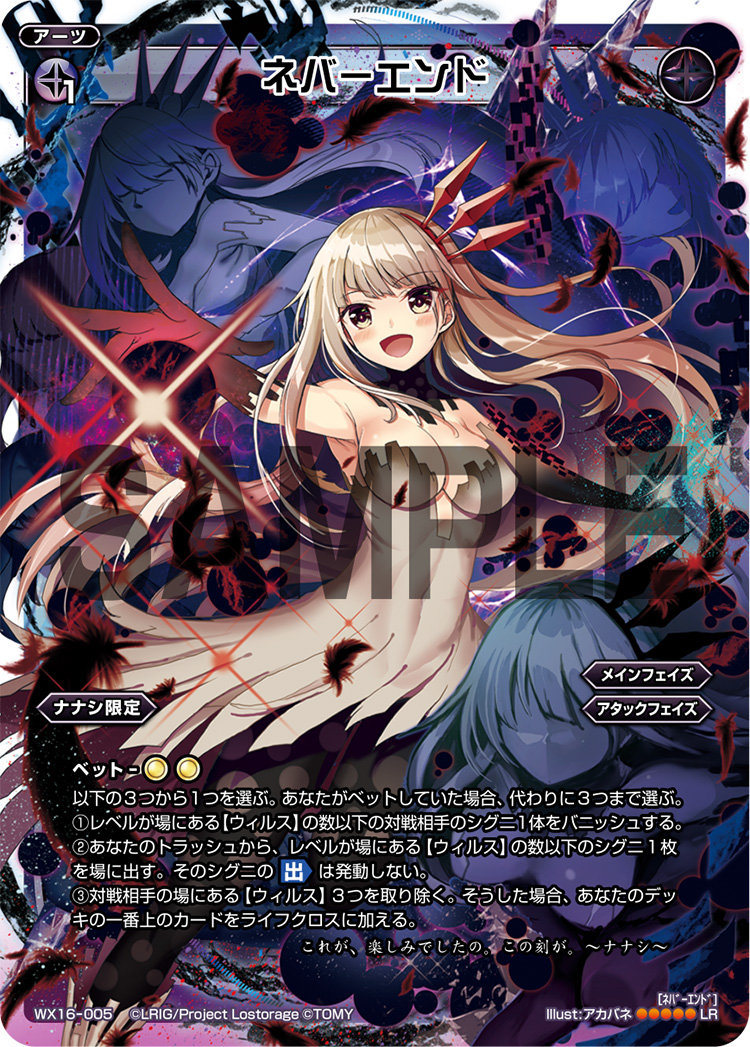 アーツ
1
ネバーエンド
SAMPLE
メインフェイズ
アタックフェイズ
ナナシ限定
ベット-
以下の3つから1つを選ぶ。あなたがベットしていた場合、代わりに3つまで選ぶ。
①レベルが場にある【ウィルス】の数以下の対戦相手のシグニ1体をバニッシュする。
②あなたのトラッシュから、レベルが場にある【ウィルス】の数以下のシグニ1枚
を場に出す。そのシグニの 出 は発動しない。
③対戦相手の場にある【ウィルス】3つを取り除く。そうした場合、あなたのデッ
キの一番上のカードをライフクロスに加える。
これが、楽しみでしたの。この刻が。～ナナシ～
[ネバーエンド]
WX16-005 ©LRIG/Project Lostorage ©TOMY Illust:アカバネ LR